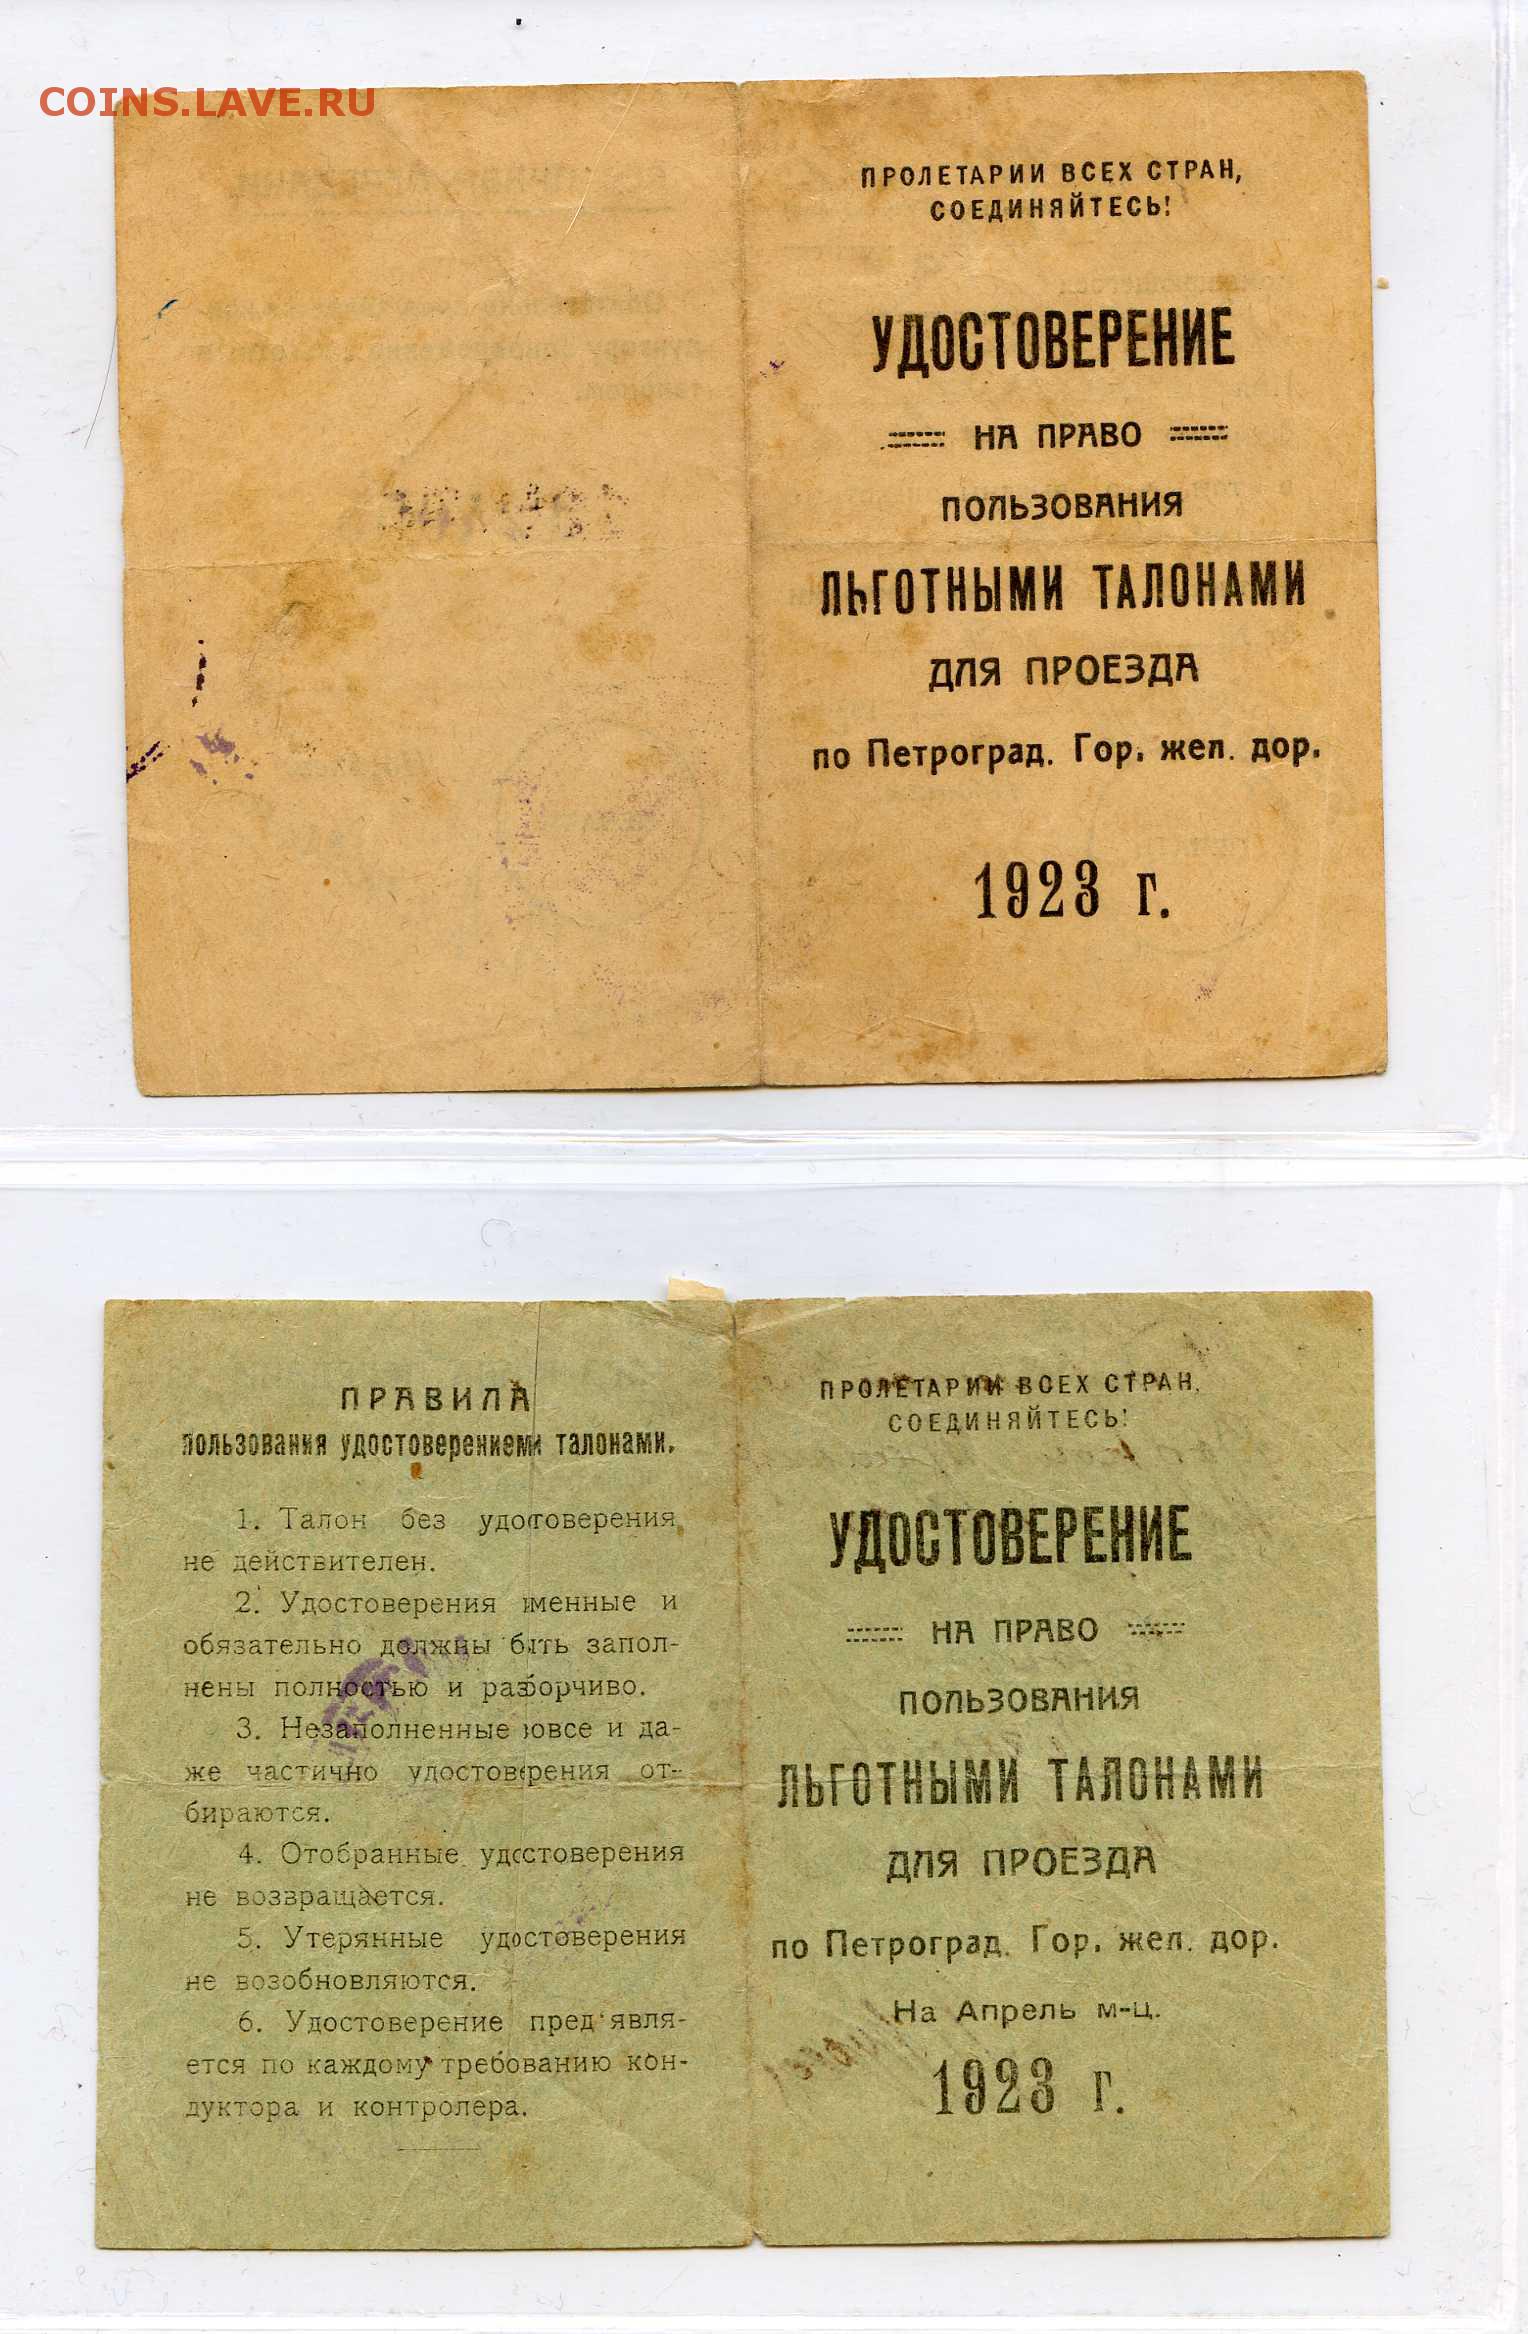 COINS.LAVE.RU
ПРОЛЕТАРИИ ВСЕХ СТРАН,
СОЕДИНЯЙТЕСЬ!
УДОСТОВЕРЕНИЕ
НА ПРАВО
ПОЛЬЗОВАНИЯ
ЛЬГОТНЫМИ ТАЛОНАМИ
ДЛЯ ПРОЕЗДА
по Петроград. Гор. жел. дор.
1923 г.
ПРАВИЛА
пользования удостоверением и талонами.
1. Талон без удостоверения
не действителен.
2. Удостоверения именные и
обязательно должны быть запол-
нены полностью и разборчиво.
3. Незаполненные вовсе и да-
же частично удостоверения от-
бираются.
4. Отобранные удостоверения
не возвращается.
5. Утерянные удостоверения
не возобновляются.
6. Удостоверение пред'явля-
ется по каждому требованию кон-
дуктора и контролера.
ПРОЛЕТАРИИ ВСЕХ СТРАН,
СОЕДИНЯЙТЕСЬ!
УДОСТОВЕРЕНИЕ
НА ПРАВО
ПОЛЬЗОВАНИЯ
ЛЬГОТНЫМИ ТАЛОНАМИ
ДЛЯ ПРОЕЗДА
по Петроград. Гор. жел. дор.
На Апрель м-ц.
1923 г.